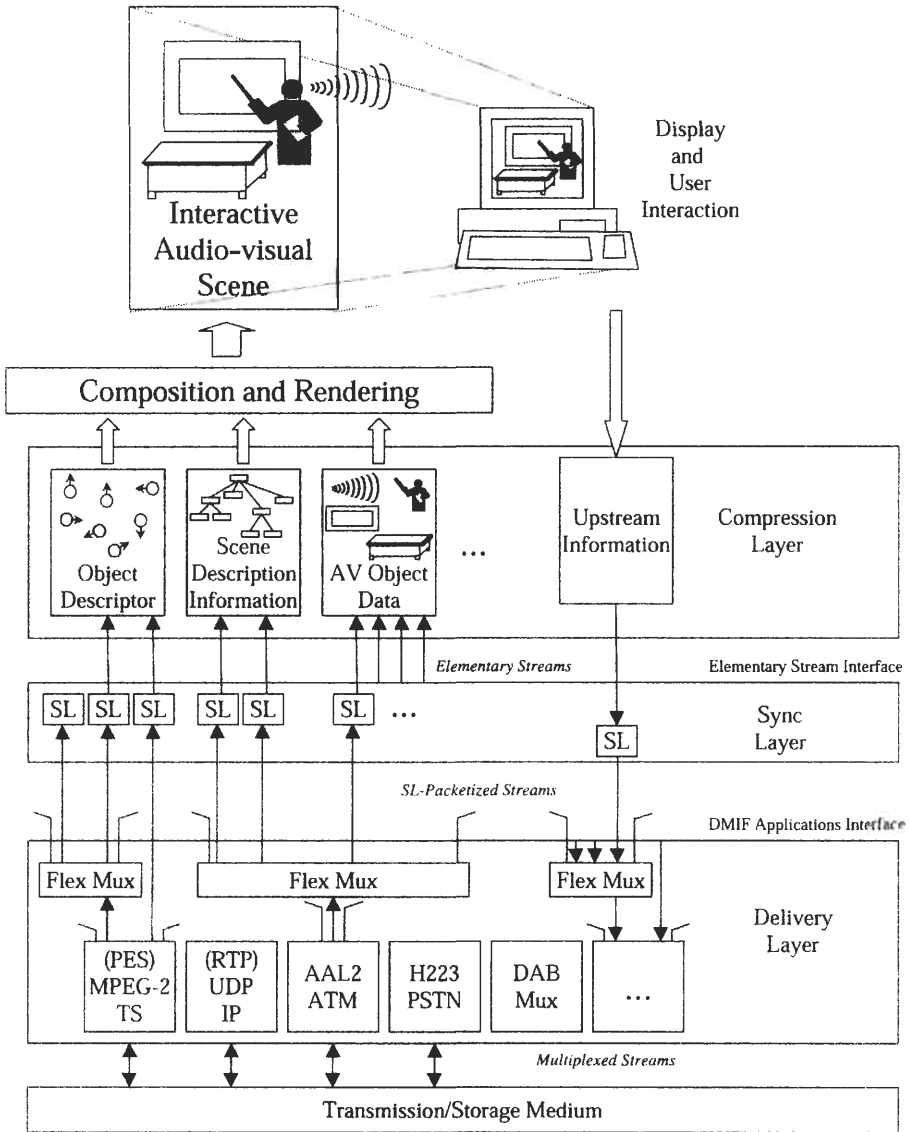 Display
and
User
Interaction
Interactive
Audio-visual
Scene
Composition and Rendering
Object
Descriptor
Scene
Description
Information
AV Object
Data
...
Upstream
Information
Compression
Layer
Elementary Streams
Elementary Stream Interface
SL
SL
SL
SL
SL
SL
...
SL
Sync
Layer
SL-Packetized Streams
DMIF Applications Interface
Flex Mux
Flex Mux
Flex Mux
Delivery
Layer
(PES)
MPEG-2
TS
(RTP)
UDP
IP
AAL2
ATM
H223
PSTN
DAB
Mux
...
Multiplexed Streams
Transmission/Storage Medium